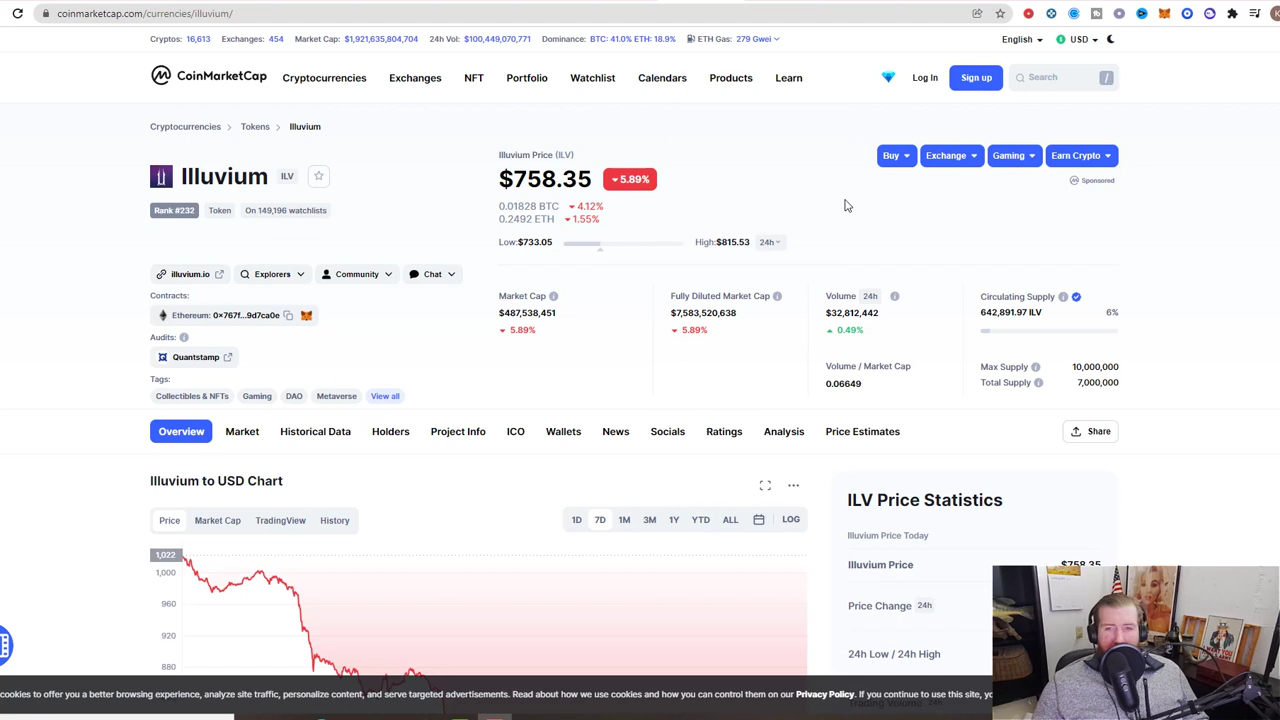 coinmarketcap.com/currencies/illuvium/
Cryptos: 16,613 Exchanges: 454 Market Cap: $1,921,635,804,704 24h Vol: $100,449,070,771 Dominance: BTC: 41.0% ETH: 18.9% ETH Gas: 279 Gwei English USD
CoinMarketCap Cryptocurrencies Exchanges NFT Portfolio Watchlist Calendars Products Learn Log In Sign up Search /
Cryptocurrencies > Tokens > Illuvium
Illuvium ILV
Rank #232 Token On 149,196 watchlists
illuvium.io Explorers Community Chat
Contracts:
Ethereum: 0x767f...9d7ca0e
Audits:
Quantstamp
Tags:
Collectibles & NFTs Gaming DAO Metaverse View all
Illuvium Price (ILV)
$758.35 5.89%
0.01828 BTC 4.12%
0.2492 ETH 1.55%
Low: $733.05 High: $815.53 24h
Buy Exchange Gaming Earn Crypto
Sponsored
Market Cap
$487,538,451
5.89%
Fully Diluted Market Cap
$7,583,520,638
5.89%
Volume 24h
$32,812,442
0.49%
Volume / Market Cap
0.06649
Circulating Supply
642,891.97 ILV 6%
Max Supply 10,000,000
Total Supply 7,000,000
Overview Market Historical Data Holders Project Info ICO Wallets News Socials Ratings Analysis Price Estimates Share
Illuvium to USD Chart
Price Market Cap TradingView History 1D 7D 1M 3M 1Y YTD ALL LOG
1,022
1,000
960
920
880
ILV Price Statistics
Illuvium Price Today
Illuvium Price $758.35
Price Change 24h
24h Low / 24h High
Trading Volume 24h
cookies to offer you a better browsing experience, analyze site traffic, personalize content, and serve targeted advertisements. Read about how we use cookies and how you can control them on our Privacy Policy. If you continue to use this site,